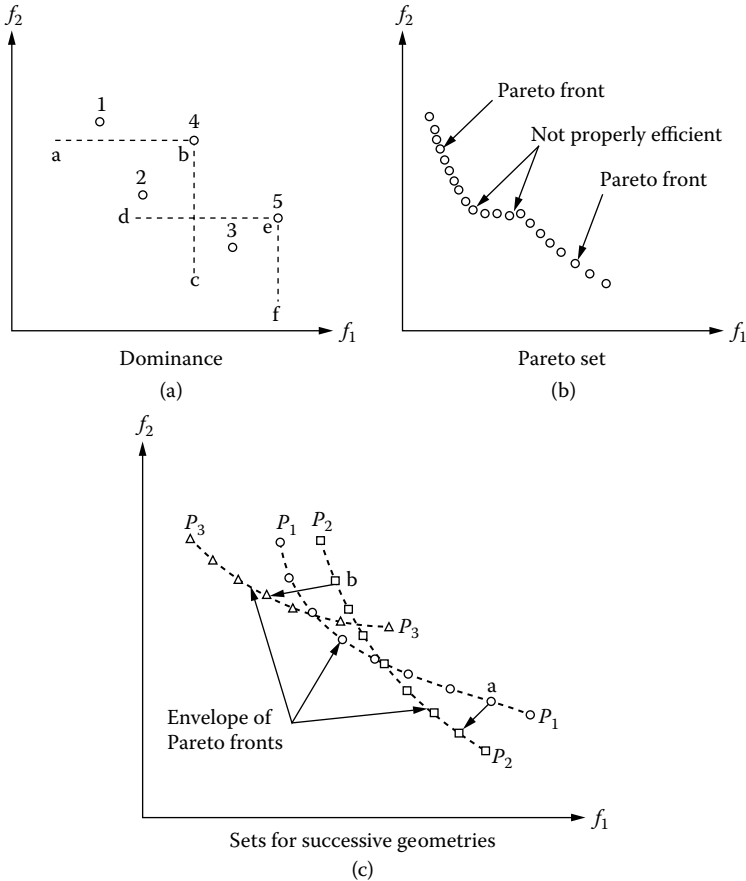 f2
1
4
a
b
2
5
d
e
3
c
f
f1
Dominance
(a)
f2
Pareto front
Not properly efficient
Pareto front
f1
Pareto set
(b)
f2
P3
P1
P2
b
P3
a
Envelope of
Pareto fronts
P1
P2
f1
Sets for successive geometries
(c)